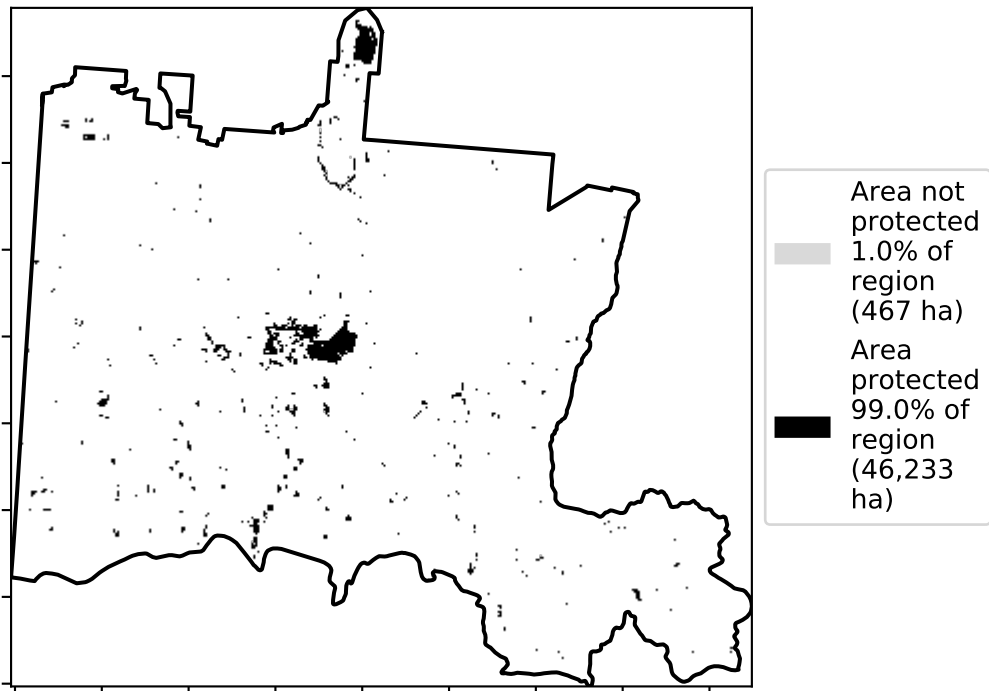 Area not
protected
1.0% of
region
(467 ha)
Area
protected
99.0% of
region
(46,233
ha)